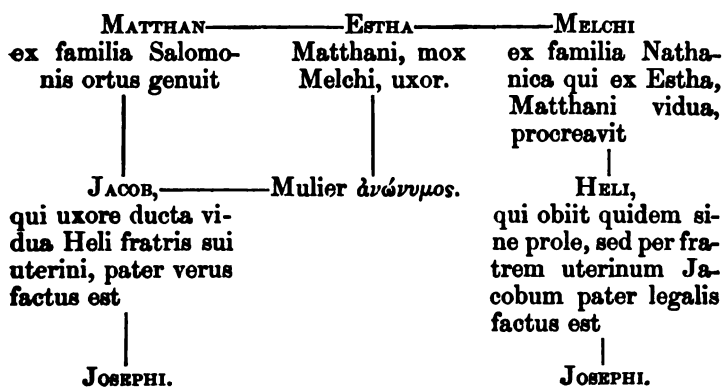 MATTHAN
ex familia Salomo-
nis ortus genuit
ESTHA
Matthani, mox
Melchi, uxor.
MELCHI
ex familia Natha-
nica qui ex Estha,
Matthani vidua,
procreavit
JACOB,
qui uxore ducta vi-
dua Heli fratris sui
uterini, pater verus
factus est
JOSEPHI.
Mulier ἀνώνυμος.
HELI,
qui obiit quidem si-
ne prole, sed per fra-
trem uterinum Ja-
cobum pater legalis
factus est
JOSEPHI.